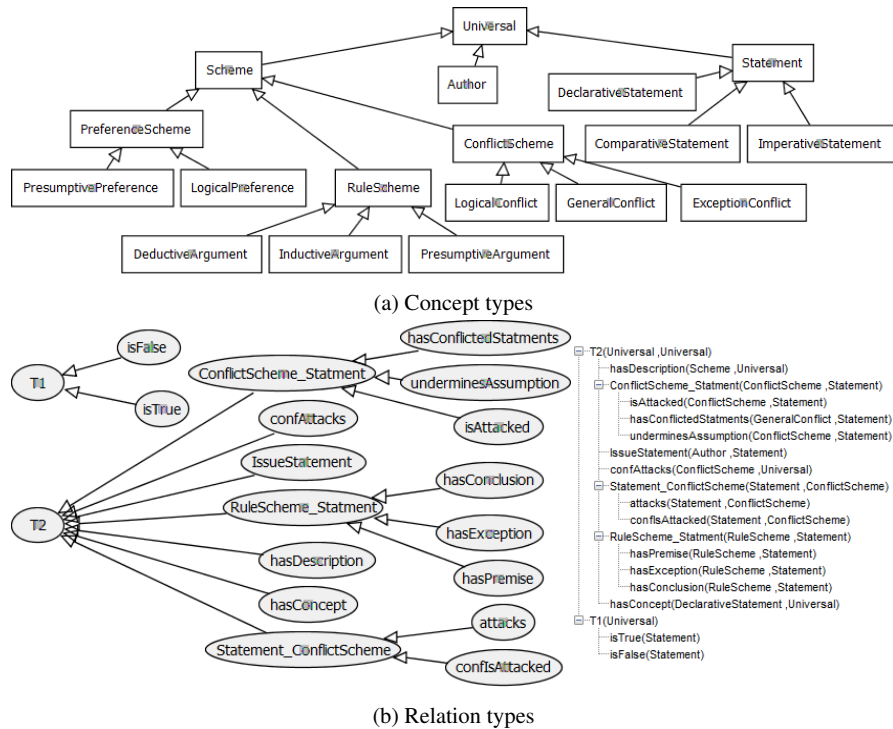 Universal
Scheme
Author
Statement
DeclarativeStatement
PreferenceScheme
ConflictScheme
ComparativeStatement
ImperativeStatement
PresumptivePreference
LogicalPreference
RuleScheme
LogicalConflict
GeneralConflict
ExceptionConflict
DeductiveArgument
InductiveArgument
PresumptiveArgument
(a) Concept types
isFalse
T1
isTrue
hasConflictedStatments
ConflictScheme_Statment
underminesAssumption
confAttacks
isAttacked
IssueStatement
hasConclusion
RuleScheme_Statment
T2
hasException
hasDescription
hasPremise
hasConcept
attacks
Statement_ConflictScheme
confIsAttacked
T2(Universal ,Universal)
hasDescription(Scheme ,Universal)
ConflictScheme_Statment(ConflictScheme ,Statement)
isAttacked(ConflictScheme ,Statement)
hasConflictedStatments(GeneralConflict ,Statement)
underminesAssumption(ConflictScheme ,Statement)
IssueStatement(Author ,Statement)
confAttacks(ConflictScheme ,Universal)
Statement_ConflictScheme(Statement ,ConflictScheme)
attacks(Statement ,ConflictScheme)
confIsAttacked(Statement ,ConflictScheme)
RuleScheme_Statment(RuleScheme ,Statement)
hasPremise(RuleScheme ,Statement)
hasException(RuleScheme ,Statement)
hasConclusion(RuleScheme ,Statement)
hasConcept(DeclarativeStatement ,Universal)
T1(Universal)
isTrue(Statement)
isFalse(Statement)
(b) Relation types